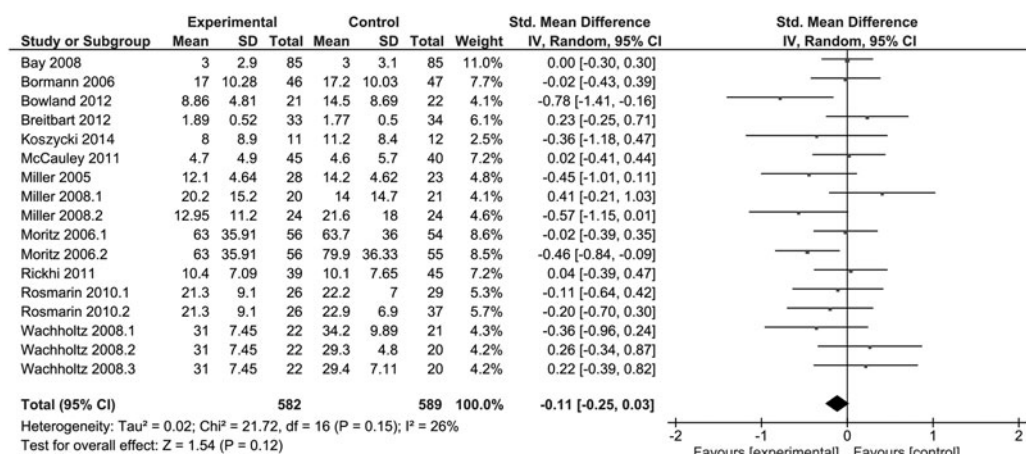 Experimental Control Std. Mean Difference Std. Mean Difference
Study or Subgroup Mean SD Total Mean SD Total Weight IV, Random, 95% CI IV, Random, 95% CI
Bay 2008 3 2.9 85 3 3.1 85 11.0% 0.00 [-0.30, 0.30]
Bormann 2006 17 10.28 46 17.2 10.03 47 7.7% -0.02 [-0.43, 0.39]
Bowland 2012 8.86 4.81 21 14.5 8.69 22 4.1% -0.78 [-1.41, -0.16]
Breitbart 2012 1.89 0.52 33 1.77 0.5 34 6.1% 0.23 [-0.25, 0.71]
Koszycki 2014 8 8.9 11 11.2 8.4 12 2.5% -0.36 [-1.18, 0.47]
McCauley 2011 4.7 4.9 45 4.6 5.7 40 7.2% 0.02 [-0.41, 0.44]
Miller 2005 12.1 4.64 28 14.2 4.62 23 4.8% -0.45 [-1.01, 0.11]
Miller 2008.1 20.2 15.2 20 14 14.7 21 4.1% 0.41 [-0.21, 1.03]
Miller 2008.2 12.95 11.2 24 21.6 18 24 4.6% -0.57 [-1.15, 0.01]
Moritz 2006.1 63 35.91 56 63.7 36 54 8.6% -0.02 [-0.39, 0.35]
Moritz 2006.2 63 35.91 56 79.9 36.33 55 8.5% -0.46 [-0.84, -0.09]
Rickhi 2011 10.4 7.09 39 10.1 7.65 45 7.2% 0.04 [-0.39, 0.47]
Rosmarin 2010.1 21.3 9.1 26 22.2 7 29 5.3% -0.11 [-0.64, 0.42]
Rosmarin 2010.2 21.3 9.1 26 22.9 6.9 37 5.7% -0.20 [-0.70, 0.30]
Wachholtz 2008.1 31 7.45 22 34.2 9.89 21 4.3% -0.36 [-0.96, 0.24]
Wachholtz 2008.2 31 7.45 22 29.3 4.8 20 4.2% 0.26 [-0.34, 0.87]
Wachholtz 2008.3 31 7.45 22 29.4 7.11 20 4.2% 0.22 [-0.39, 0.82]
Total (95% CI) 582 589 100.0% -0.11 [-0.25, 0.03]
Heterogeneity: Tau² = 0.02; Chi² = 21.72, df = 16 (P = 0.15); I² = 26%
Test for overall effect: Z = 1.54 (P = 0.12)
-2 -1 0 1 2
Favours [experimental] Favours [control]